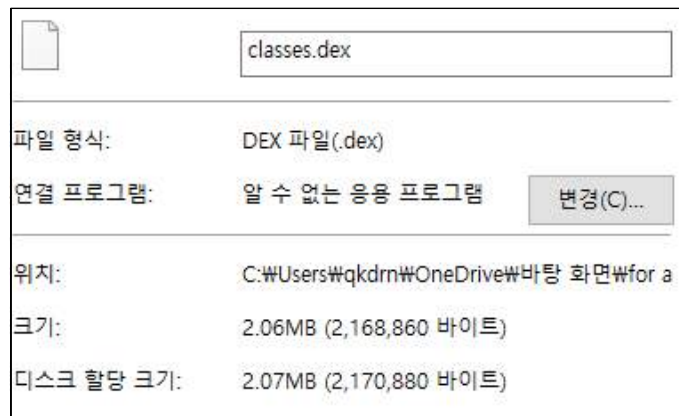 classes.dex
파일 형식: DEX 파일(.dex)
연결 프로그램: 알 수 없는 응용 프로그램 변경(C)...
위치: C:₩Users₩qkdrn₩OneDrive₩바탕 화면₩for a
크기: 2.06MB (2,168,860 바이트)
디스크 할당 크기: 2.07MB (2,170,880 바이트)